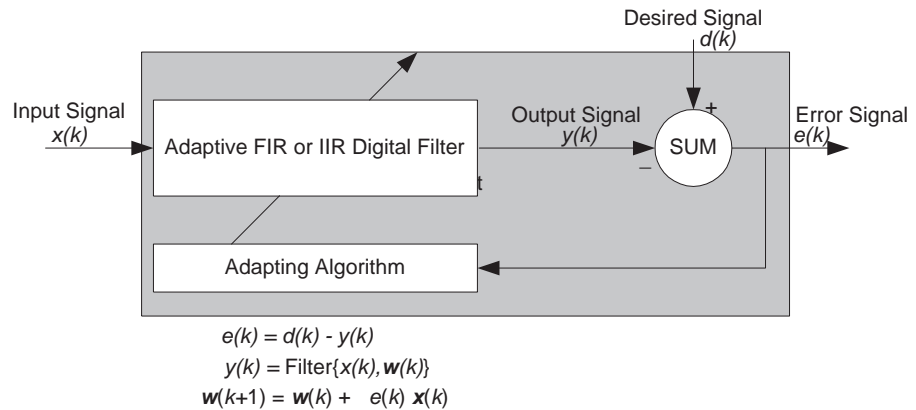 Desired Signal
d(k)
Input Signal
x(k)
Adaptive FIR or IIR Digital Filter
Output Signal
y(k)
+
−
SUM
Error Signal
e(k)
t
Adapting Algorithm
e(k) = d(k) - y(k)
y(k) = Filter{x(k),w(k)}
w(k+1) = w(k) + e(k) x(k)